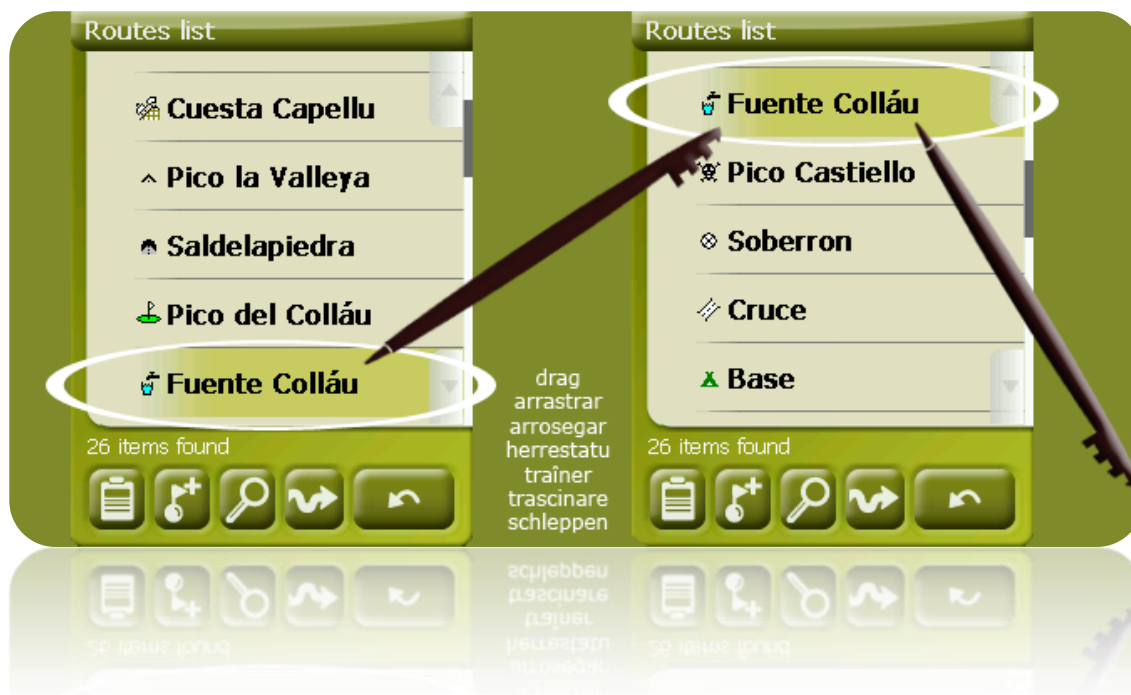 Routes list
Cuesta Capellu
Pico la Valleya
Saldelapiedra
Pico del Colláu
Fuente Colláu
26 items found
drag
arrastrar
arrosegar
herrestatu
traîner
trascinare
schleppen
Routes list
Fuente Colláu
Pico Castiello
Soberron
Cruce
Base
26 items found